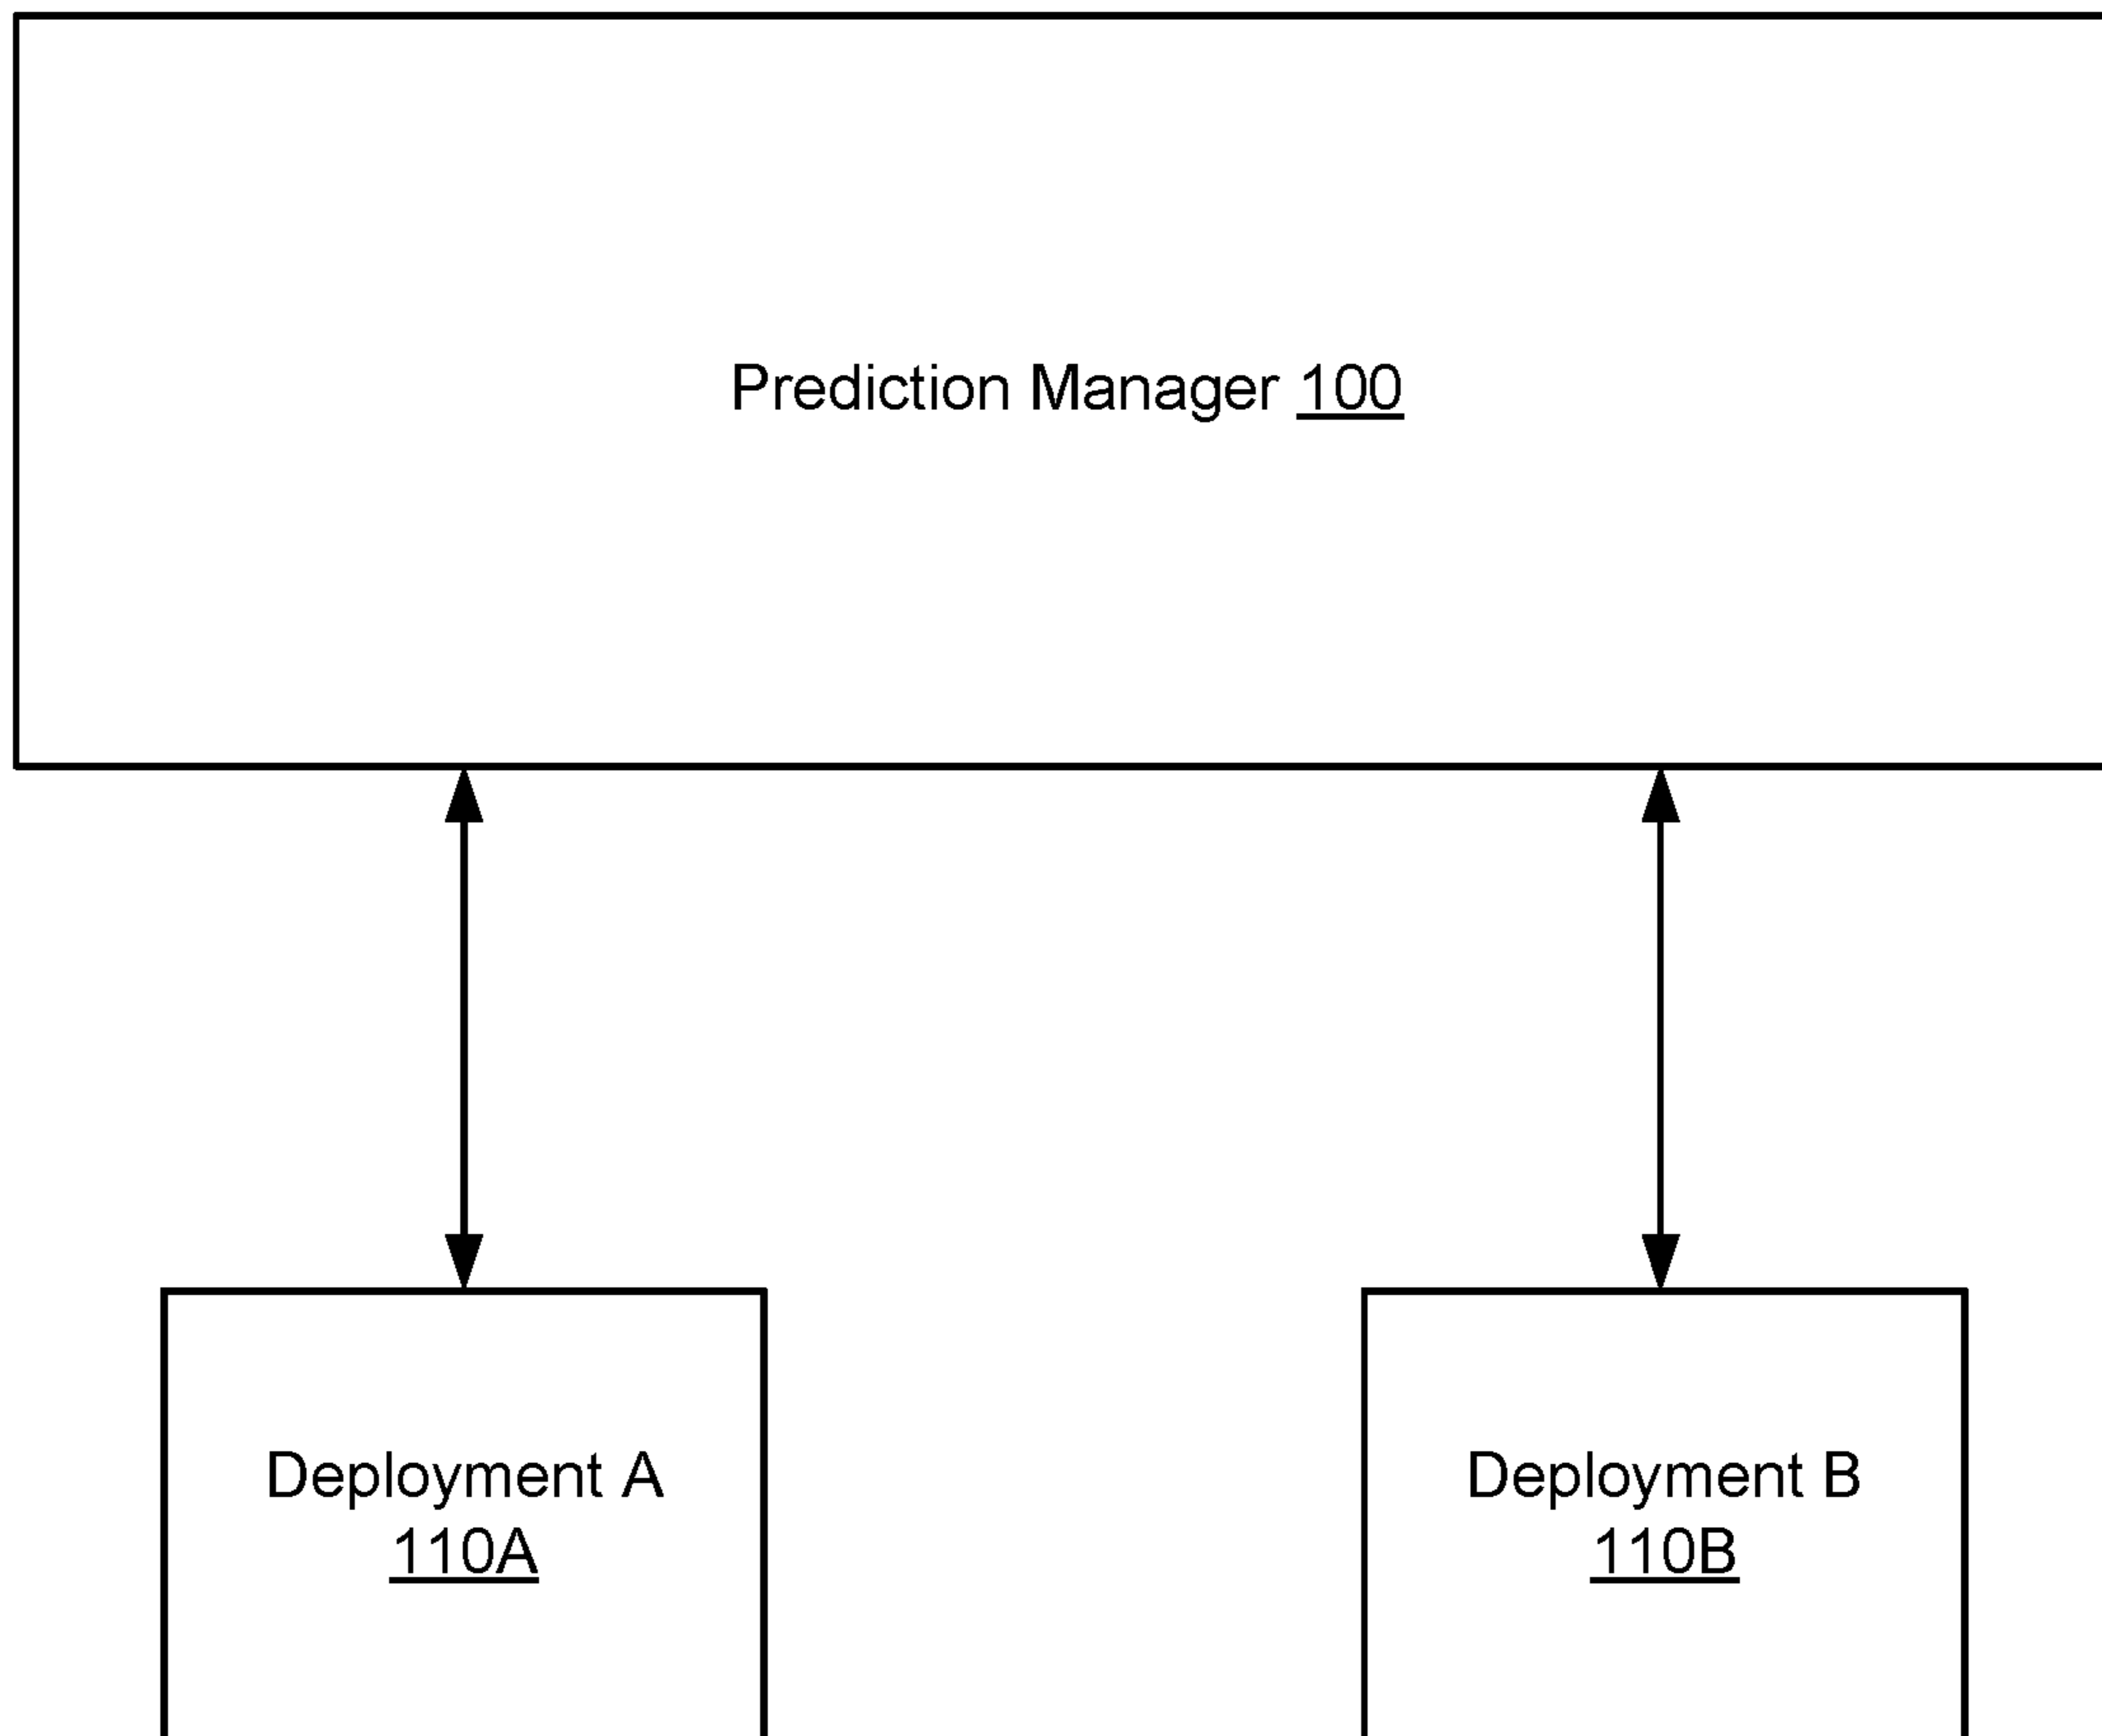 Prediction Manager 100
Deployment A
110A
Deployment B
110B